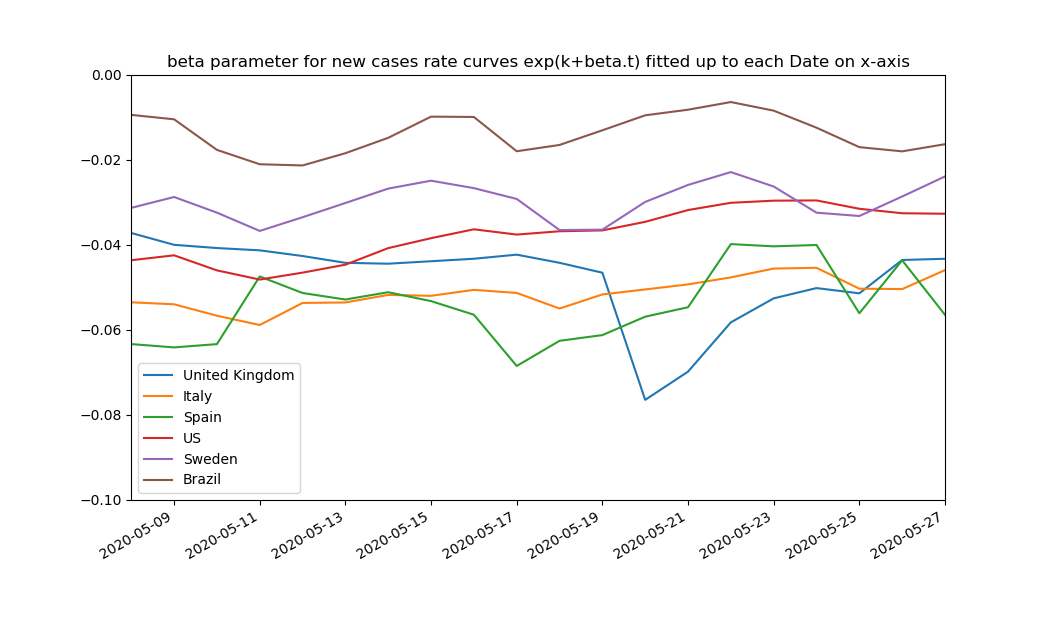 beta parameter for new cases rate curves exp(k+beta.t) fitted up to each Date on x-axis
0.00
−0.02
−0.04
−0.06
−0.08
−0.10
United Kingdom
Italy
Spain
US
Sweden
Brazil
2020-05-09
2020-05-11
2020-05-13
2020-05-15
2020-05-17
2020-05-19
2020-05-21
2020-05-23
2020-05-25
2020-05-27